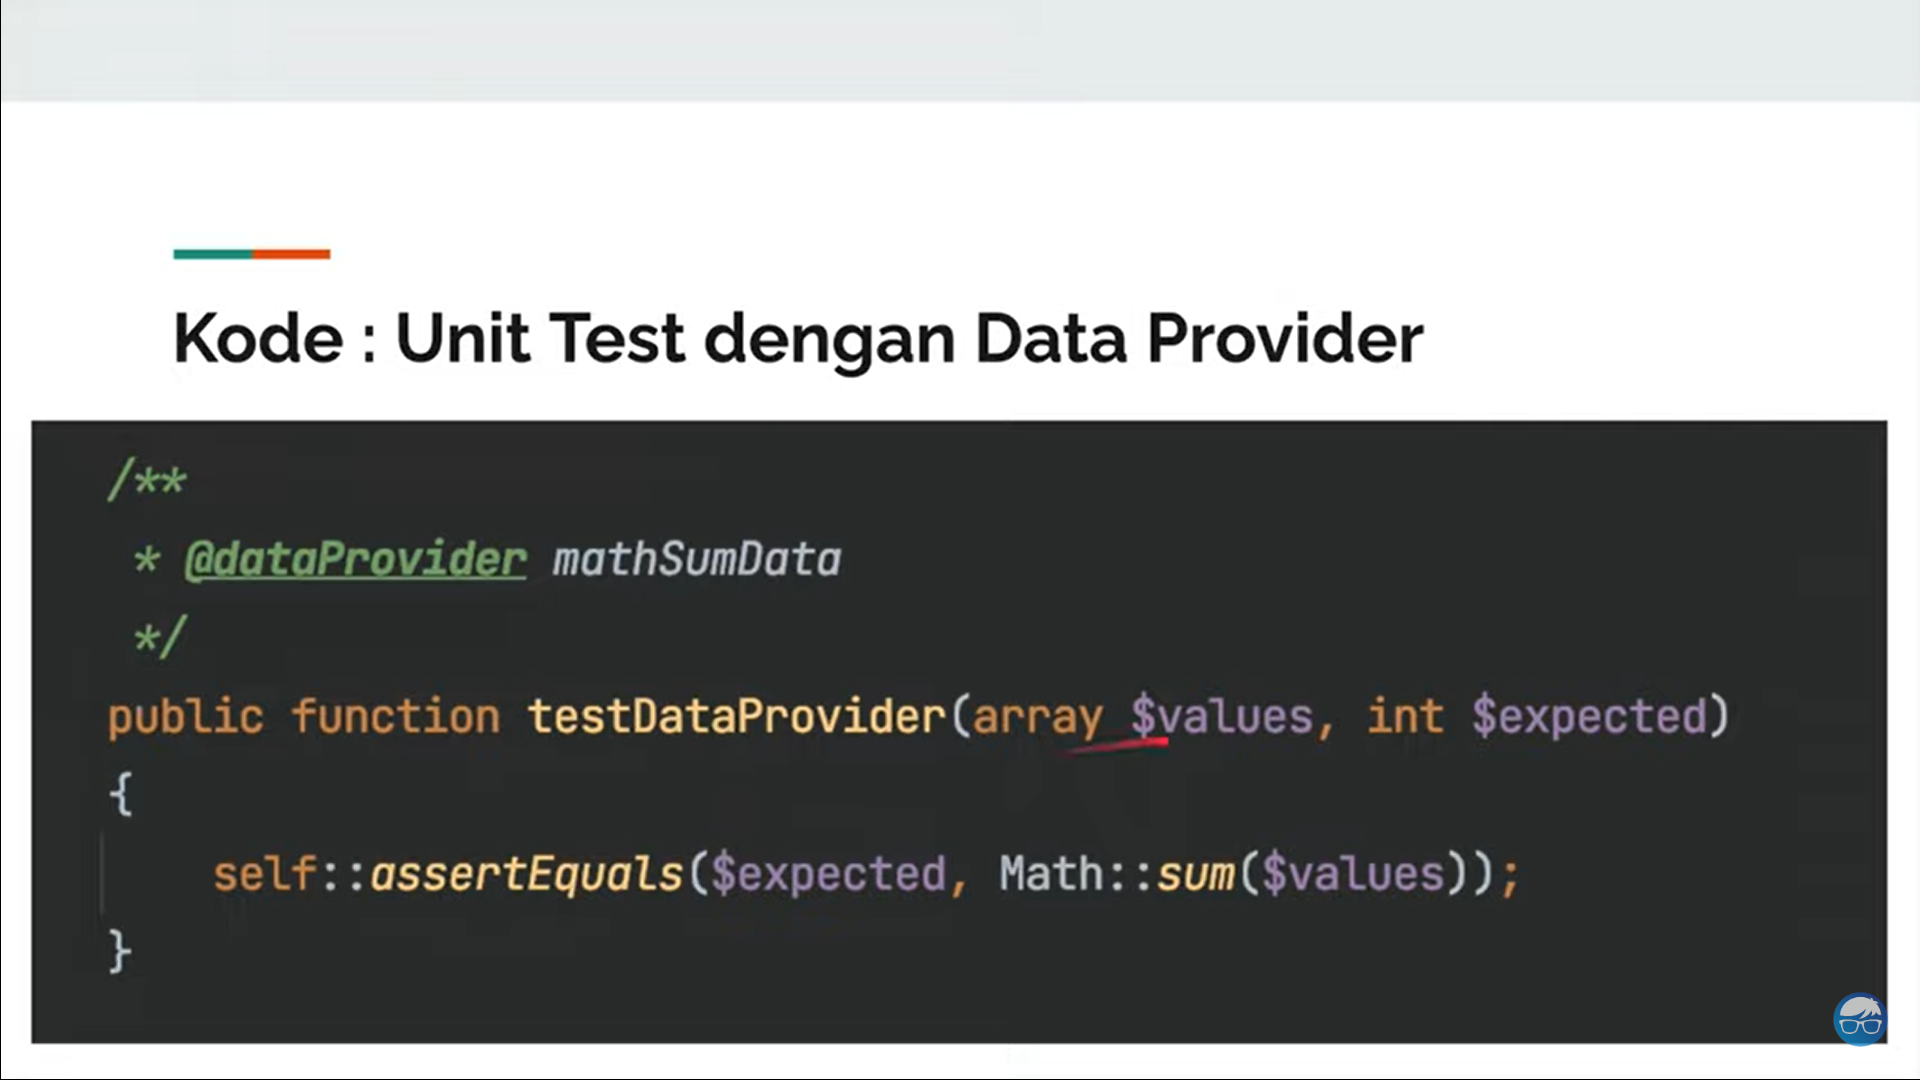 Kode : Unit Test dengan Data Provider
/**
* @dataProvider mathSumData
*/
public function testDataProvider(array $values, int $expected)
{
self::assertEquals($expected, Math::sum($values));
}